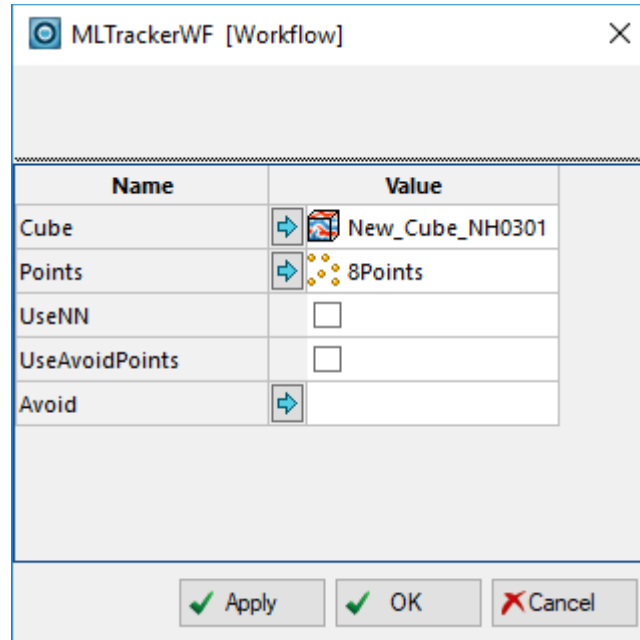 MLTrackerWF [Workflow]
Name Value
Cube New_Cube_NH0301
Points 8Points
UseNN
UseAvoidPoints
Avoid
Apply OK Cancel